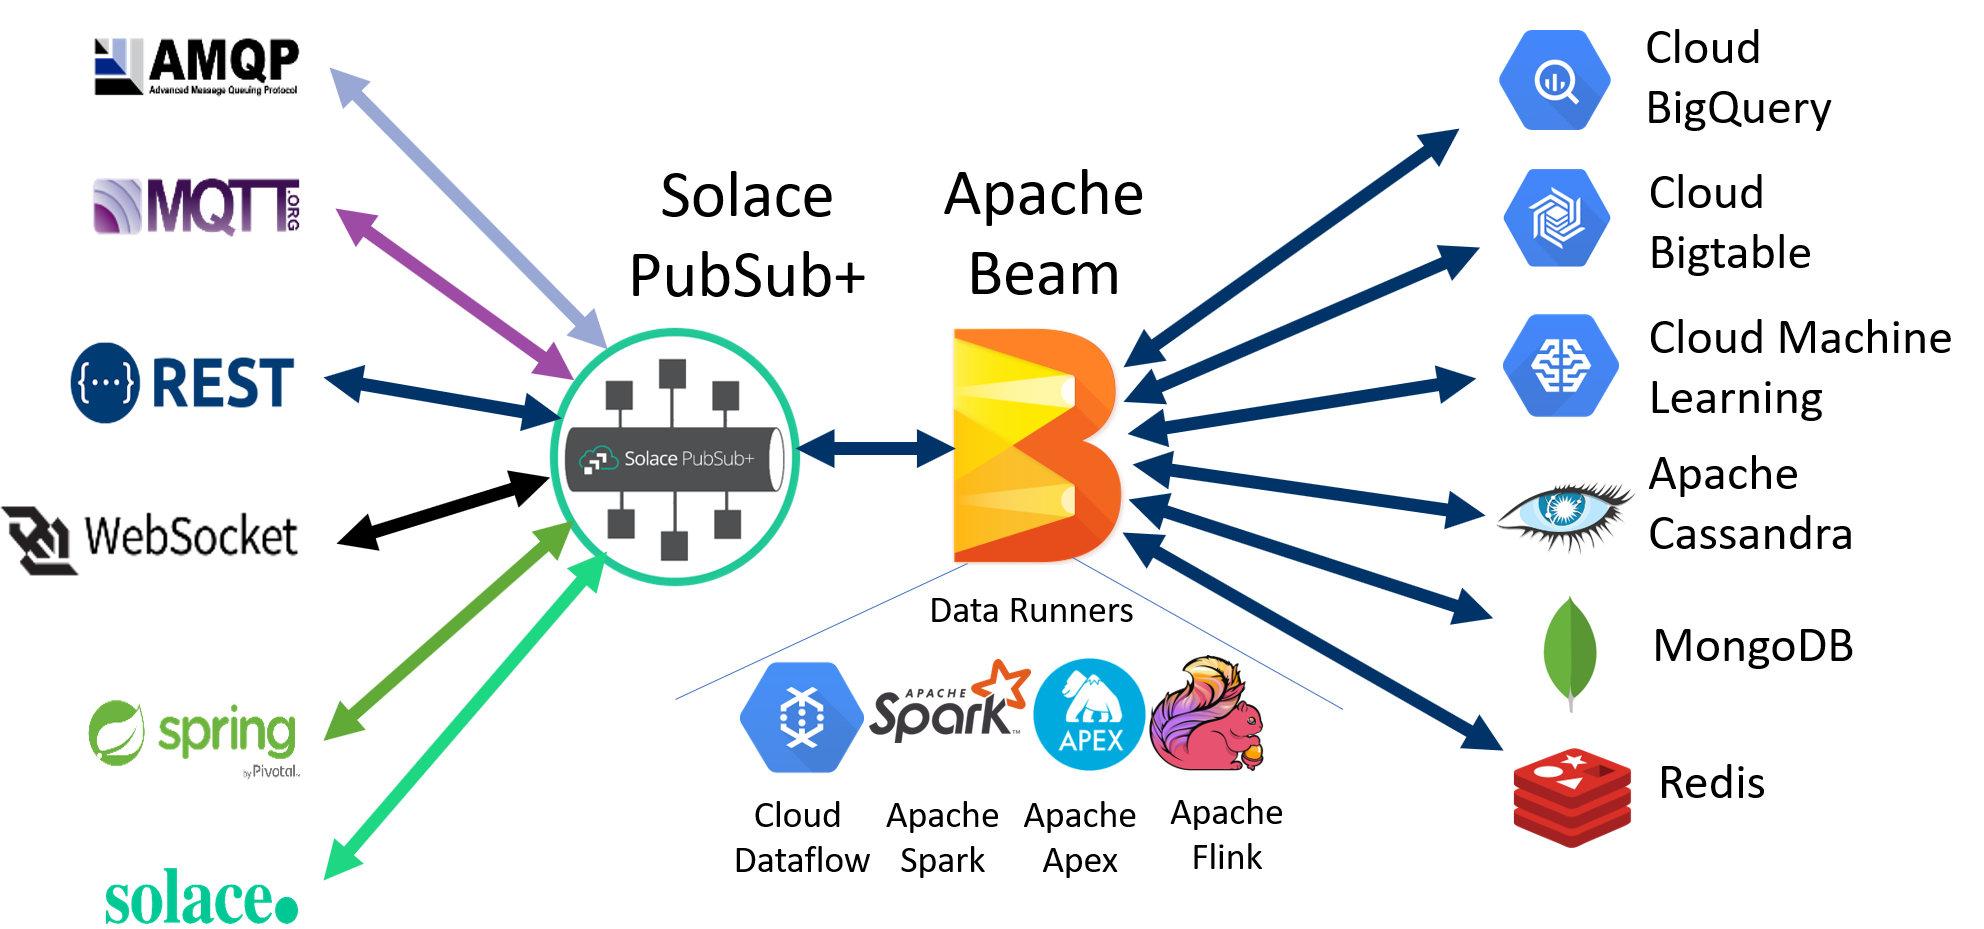 AMQP
Advanced Message Queuing Protocol
MQTT
.ORG
{···} REST
WebSocket
spring
by Pivotal™
solace.
Solace
PubSub+
Solace PubSub+
Apache
Beam
Data Runners
APACHE
Spark™
APEX
Cloud
Dataflow
Apache
Spark
Apache
Apex
Apache
Flink
Cloud
BigQuery
Cloud
Bigtable
Cloud Machine
Learning
Apache
Cassandra
MongoDB
Redis